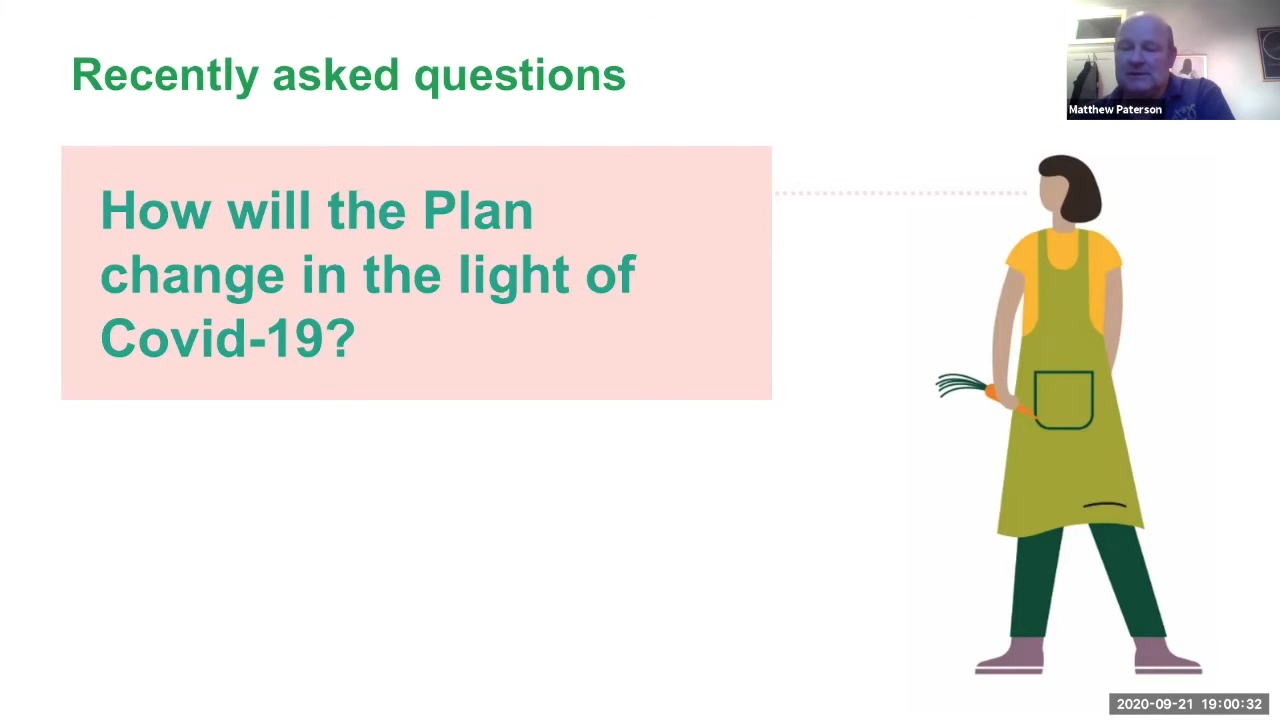 Recently asked questions
Matthew Paterson
How will the Plan
change in the light of
Covid-19?
2020-09-21 19:00:32